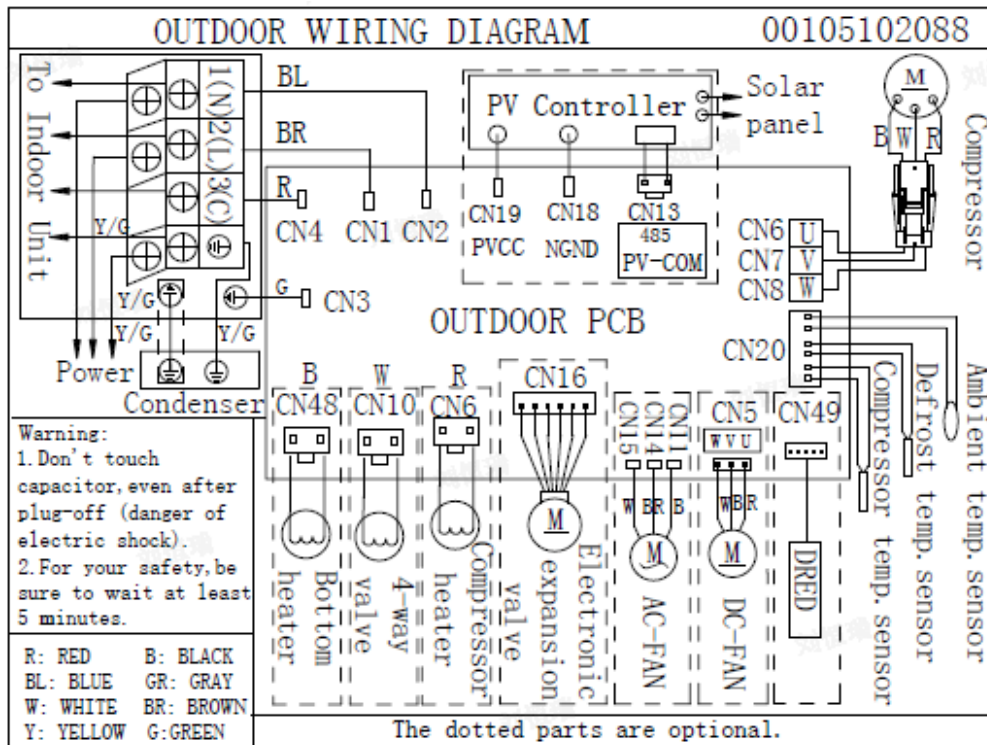 OUTDOOR WIRING DIAGRAM 00105102088
To Indoor Unit
1(N) 2(L) 3(C)
BL
BR
R
CN4 CN1 CN2
Y/G
G
CN3
Y/G
Y/G Y/G
Power
Condenser
PV Controller
Solar
panel
CN19 CN18 CN13
PVCC NGND 485
PV-COM
M
B W R
Compressor
CN6 U
CN7 V
CN8 W
OUTDOOR PCB
CN20
Ambient temp. sensor
Defrost temp. sensor
Compressor temp. sensor
B W R
CN48 CN10 CN6 CN16
CN15 CN14 CN11
CN5
W V U
CN49
W BR B
W B R
M
M
M
Bottom
heater
4-way
valve
Compressor
heater
Electronic
expansion
valve
AC-FAN
DC-FAN
DRED
Warning:
1.Don't touch
capacitor,even after
plug-off (danger of
electric shock).
2.For your safety,be
sure to wait at least
5 minutes.
R: RED B: BLACK
BL: BLUE GR: GRAY
W: WHITE BR: BROWN
Y: YELLOW G:GREEN
The dotted parts are optional.